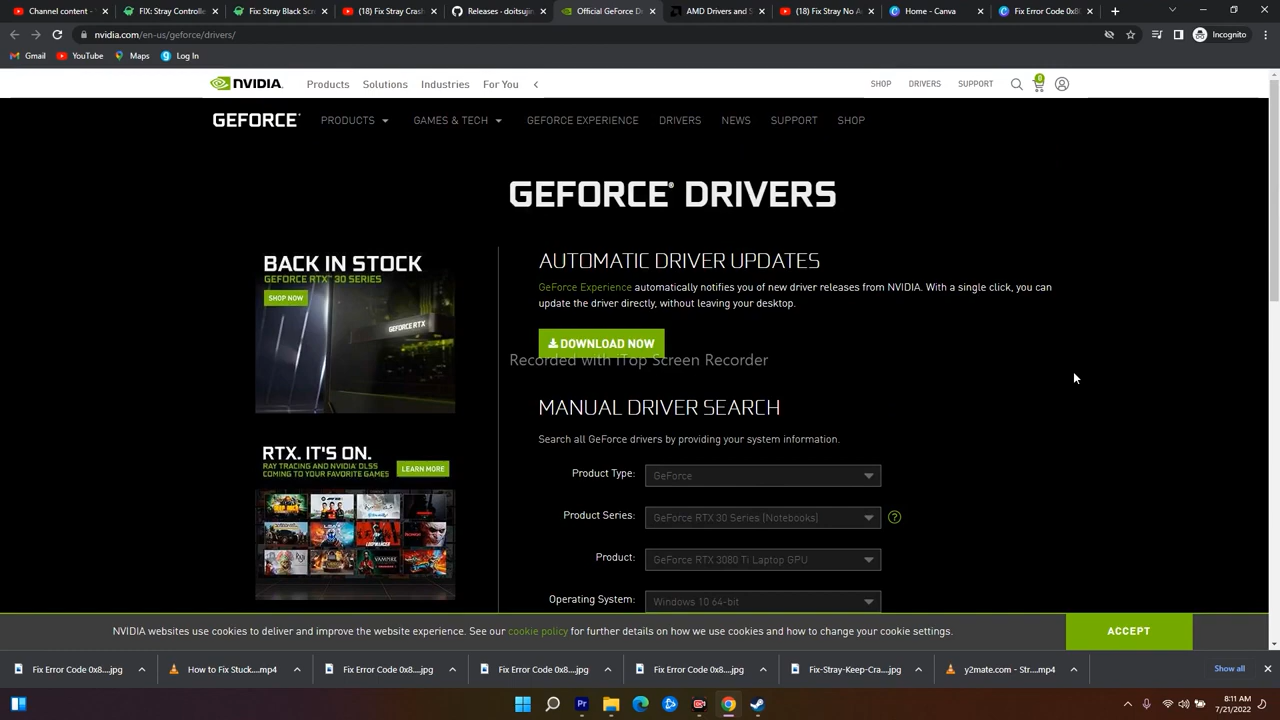 Channel content -
FIX: Stray Controlle
Fix Stray Black Scr
(18) Fix Stray Cras
Releases · doitsujin
Official GeForce D
AMD Drivers and S
(18) Fix Stray No A
Home - Canva
Fix Error Code 0x8
nvidia.com/en-us/geforce/drivers/
Incognito
Gmail
YouTube
Maps
Log In
NVIDIA.
Products
Solutions
Industries
For You
SHOP
DRIVERS
SUPPORT
0
GEFORCE
PRODUCTS
GAMES & TECH
GEFORCE EXPERIENCE
DRIVERS
NEWS
SUPPORT
SHOP
GEFORCE® DRIVERS
BACK IN STOCK
GEFORCE RTX™ 30 SERIES
SHOP NOW
GEFORCE RTX
AUTOMATIC DRIVER UPDATES
GeForce Experience automatically notifies you of new driver releases from NVIDIA. With a single click, you can
update the driver directly, without leaving your desktop.
DOWNLOAD NOW
Recorded with iTop Screen Recorder
MANUAL DRIVER SEARCH
Search all GeForce drivers by providing your system information.
RTX. IT'S ON.
RAY TRACING AND NVIDIA DLSS
COMING TO YOUR FAVORITE GAMES
LEARN MORE
Product Type:
GeForce
Product Series:
GeForce RTX 30 Series (Notebooks)
?
Product:
GeForce RTX 3080 Ti Laptop GPU
Operating System:
Windows 10 64-bit
NVIDIA websites use cookies to deliver and improve the website experience. See our cookie policy for further details on how we use cookies and how to change your cookie settings.
ACCEPT
Fix Error Code 0x8....jpg
How to Fix Stuck....mp4
Fix Error Code 0x8....jpg
Fix Error Code 0x8....jpg
Fix Error Code 0x8....jpg
Fix-Stray-Keep-Cra....jpg
y2mate.com - Str....mp4
Show all
8:11 AM
7/21/2022